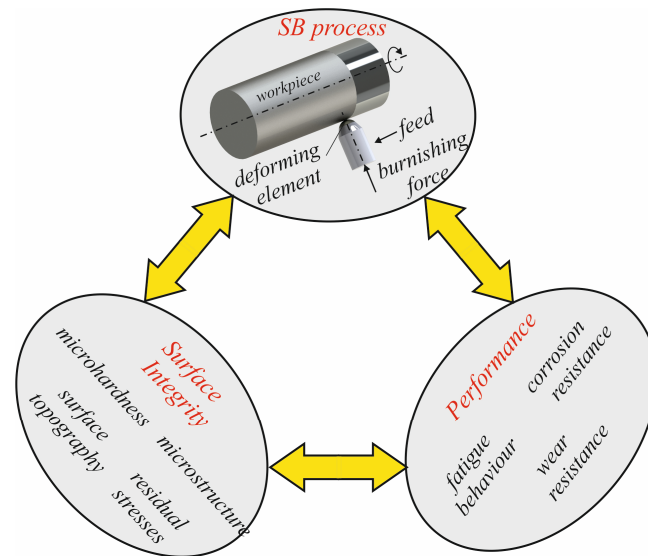 SB process
workpiece
feed
deforming
element
burnishing
force
Surface
Integrity
microhardness
surface
topography
microstructure
residual
stresses
Performance
corrosion
resistance
fatigue
behaviour
wear
resistance